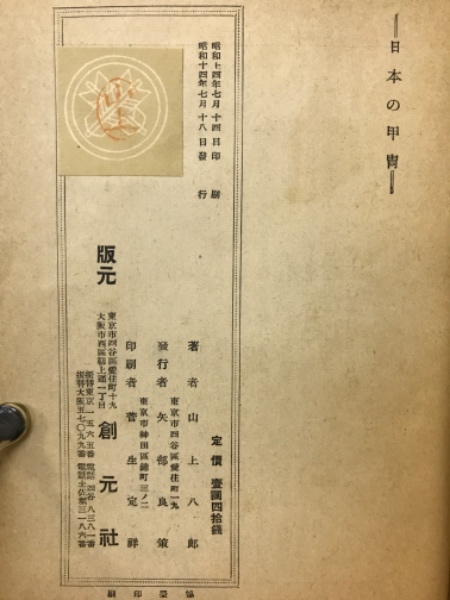 ━日本の甲冑━
昭和十四年七月十四日印刷
昭和十四年七月十八日發行
定價 壹圓四拾錢
著者 山上八郎
東京市四谷區愛住町一九
發行者 矢部良策
東京市神田區錦町三ノ二
印刷者 菅生定祥
版元 創元社
東京市四谷區愛住町十九
大阪市西區靱上通一丁目
振替東京一五六五番 電話四谷八三八一番
振替大阪五七〇九九番 電話土佐堀三一八六番